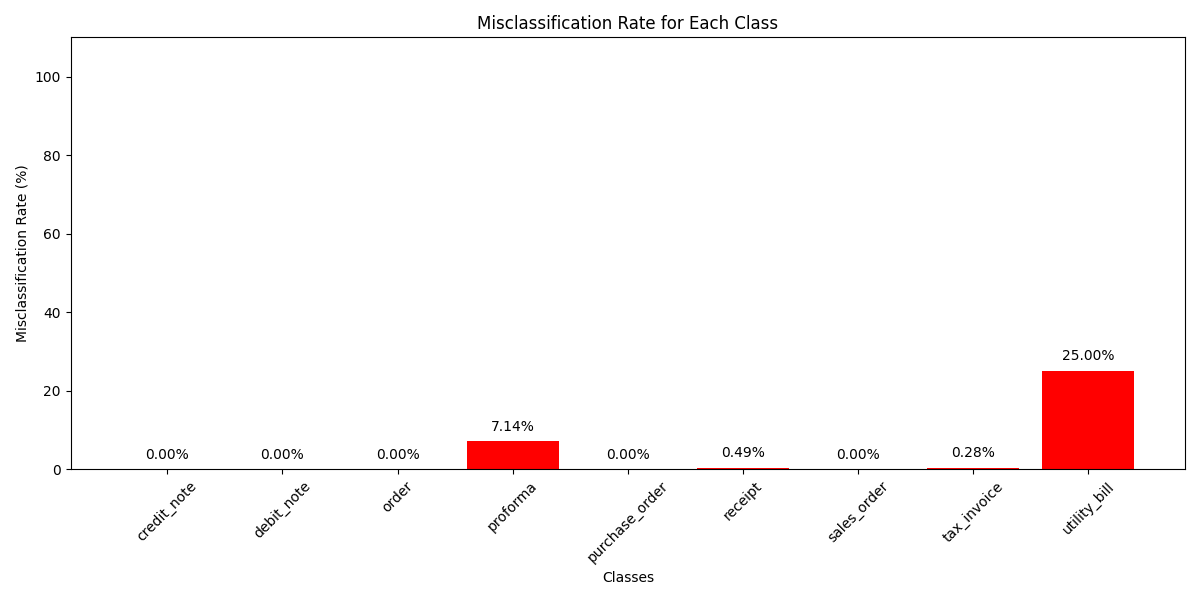 Misclassification Rate for Each Class
Misclassification Rate (%)
100
80
60
40
20
0
0.00%
0.00%
0.00%
7.14%
0.00%
0.49%
0.00%
0.28%
25.00%
credit_note
debit_note
order
proforma
purchase_order
receipt
sales_order
tax_invoice
utility_bill
Classes